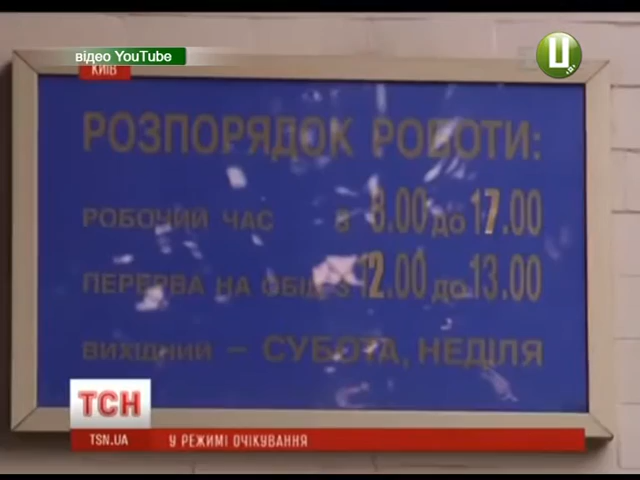 відео YouTube
КИЇВ
Ц
РОЗПОРЯДОК РОБОТИ:
РОБОЧИЙ ЧАС З 8.00 ДО 17.00
ПЕРЕРВА НА ОБІД З 12.00 ДО 13.00
ВИХІДНИЙ – СУБОТА, НЕДІЛЯ
ТСН
TSN.UA У РЕЖИМІ ОЧІКУВАННЯ